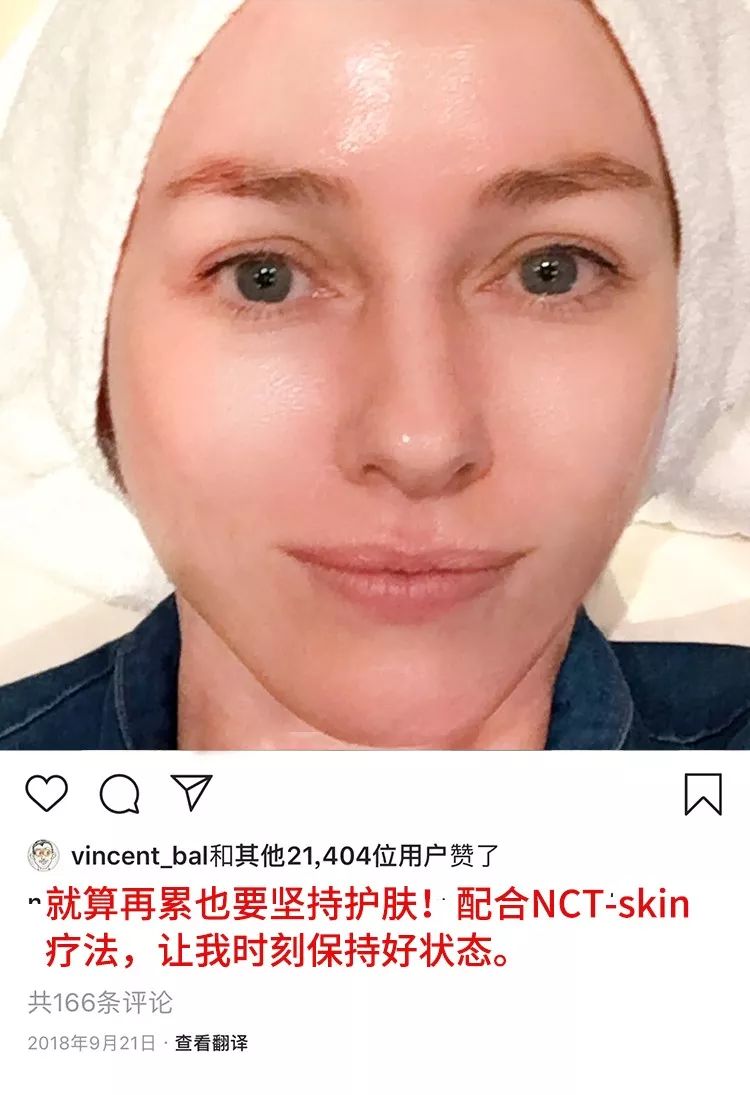 vincent_bal和其他21,404位用户赞了
就算再累也要坚持护肤！配合NCT-skin
疗法，让我时刻保持好状态。
共166条评论
2018年9月21日 · 查看翻译